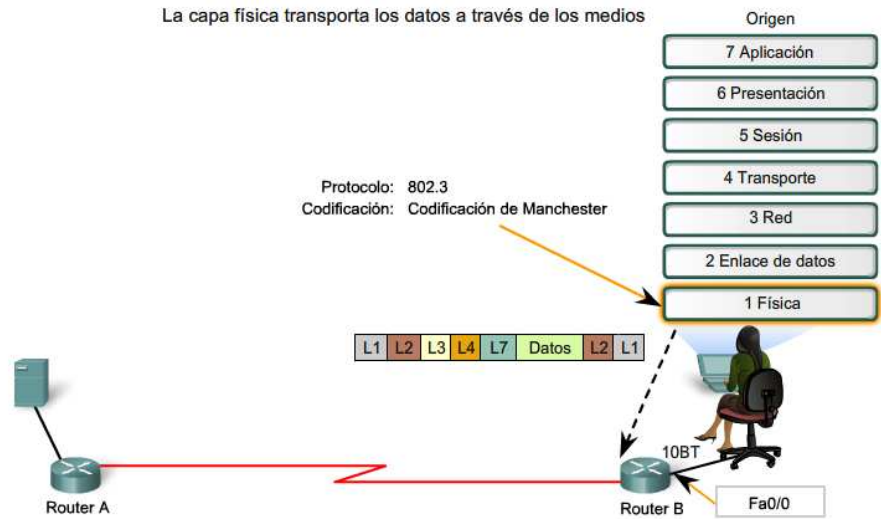 La capa física transporta los datos a través de los medios
Origen
7 Aplicación
6 Presentación
5 Sesión
4 Transporte
3 Red
2 Enlace de datos
1 Física
Protocolo: 802.3
Codificación: Codificación de Manchester
L1 L2 L3 L4 L7 Datos L2 L1
10BT
Router A
Router B
Fa0/0